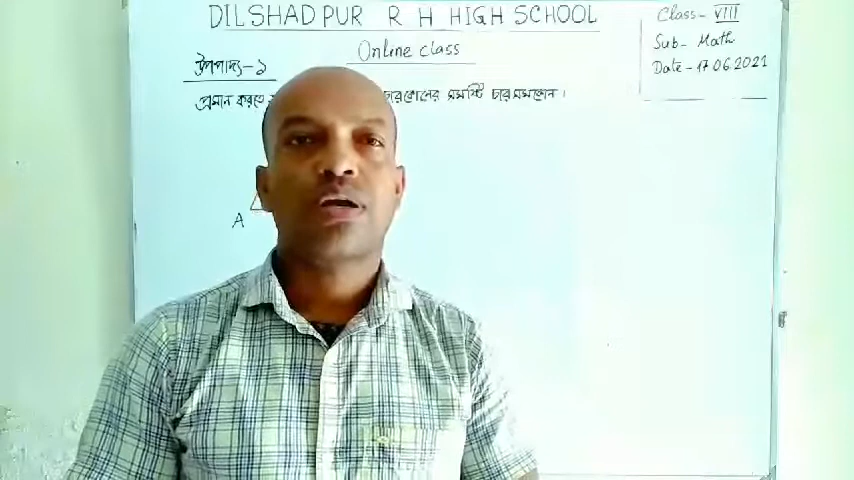 DILSHADPUR R H HIGH SCHOOL
Online class
Class- VIII
Sub- Math
Date - 17.06.2021
উপপাদ্য-১
প্রমান করতে চারকোনের সমষ্টি চার সমকোন।
A